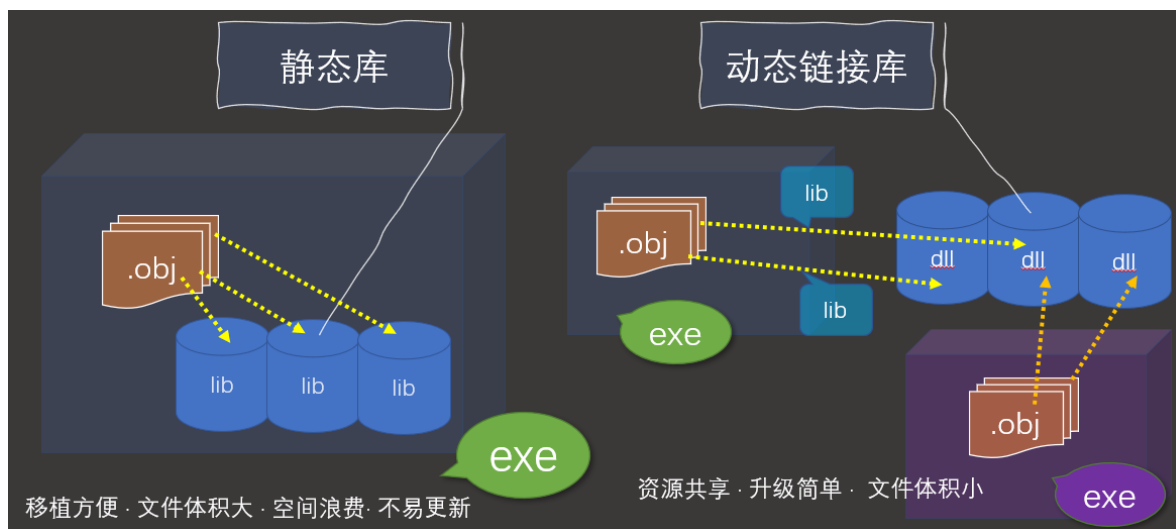 静态库
动态链接库
.obj
lib
lib
lib
exe
移植方便 · 文件体积大 · 空间浪费· 不易更新
.obj
lib
lib
exe
dll
dll
dll
.obj
exe
资源共享 · 升级简单 · 文件体积小